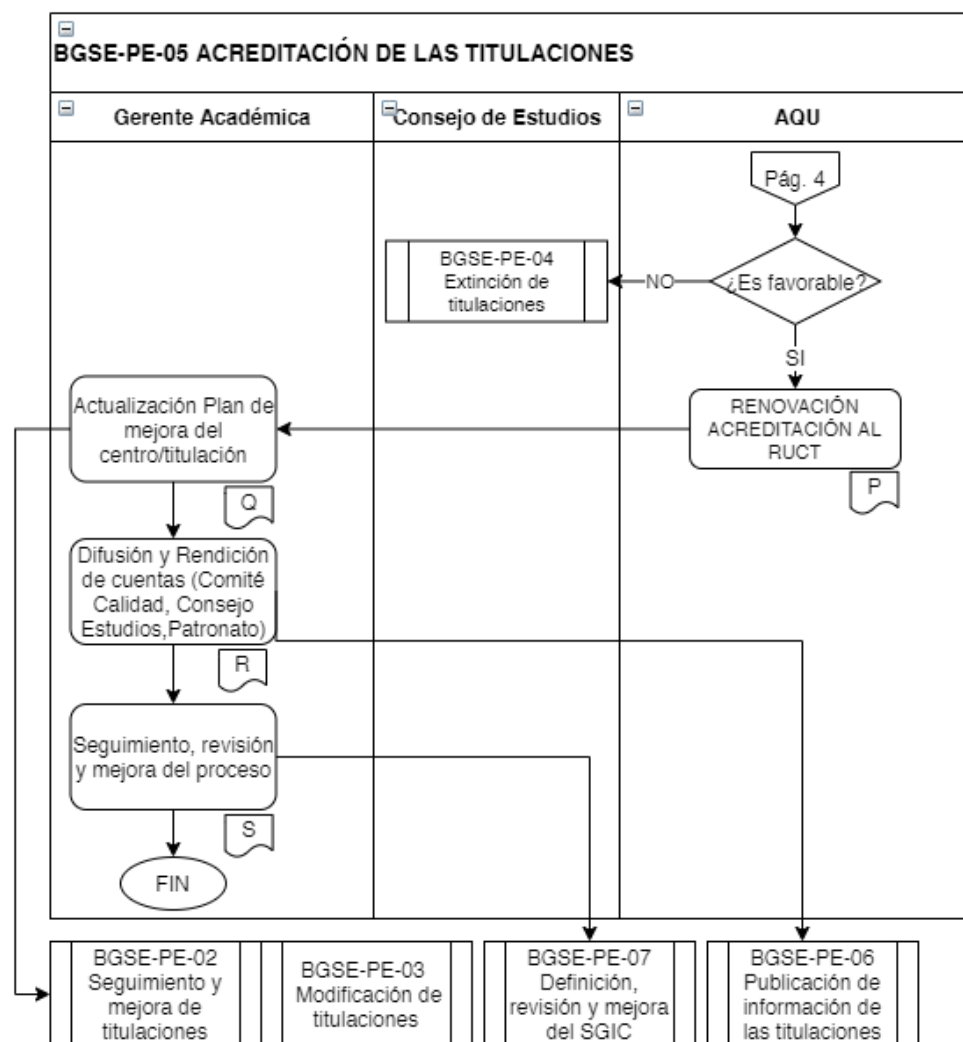 BGSE-PE-05 ACREDITACIÓN DE LAS TITULACIONES
Gerente Académica
Consejo de Estudios
AQU
Pág. 4
¿Es favorable?
NO
BGSE-PE-04
Extinción de
titulaciones
SI
RENOVACIÓN
ACREDITACIÓN AL
RUCT
P
Actualización Plan de
mejora del
centro/titulación
Q
Difusión y Rendición
de cuentas (Comité
Calidad, Consejo
Estudios,Patronato)
R
Seguimiento, revisión
y mejora del proceso
S
FIN
BGSE-PE-02
Seguimiento y
mejora de
titulaciones
BGSE-PE-03
Modificación de
titulaciones
BGSE-PE-07
Definición,
revisión y mejora
del SGIC
BGSE-PE-06
Publicación de
información de
las titulaciones